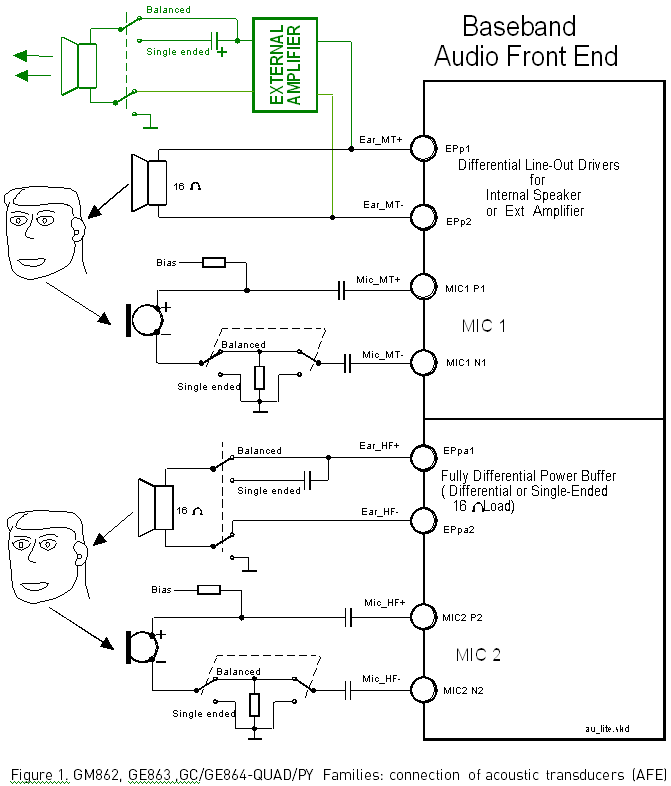 Baseband
Audio Front End
Balanced
Single ended
+
EXTERNAL
AMPLIFIER
Ear_MT+
EPp1
16 Ω
Differential Line-Out Drivers
for
Internal Speaker
or Ext Amplifier
Ear_MT-
EPp2
Bias
Mic_MT+
MIC1 P1
+
−
MIC 1
Balanced
Mic_MT-
MIC1 N1
Single ended
Balanced
Ear_HF+
EPpa1
Fully Differential Power Buffer
( Differential or Single-Ended
16 Ω Load)
Single ended
16 Ω
Ear_HF-
EPpa2
Bias
Mic_HF+
MIC2 P2
+
−
MIC 2
Balanced
Mic_HF-
MIC2 N2
Single ended
au_lite.skd
Figure 1. GM862, GE863 ,GC/GE864-QUAD/PY Families: connection of acoustic transducers (AFE)